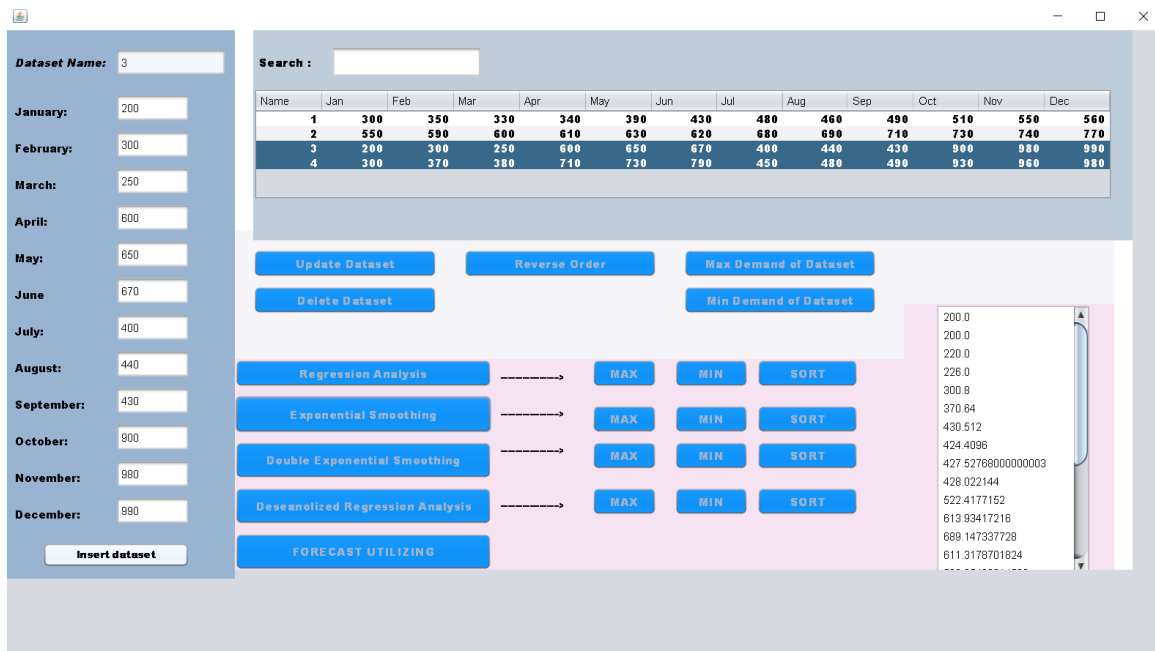 Dataset Name: 3
January: 200
February: 300
March: 250
April: 600
May: 650
June 670
July: 400
August: 440
September: 430
October: 900
November: 980
December: 990
Insert dataset
Search :
Name Jan Feb Mar Apr May Jun Jul Aug Sep Oct Nov Dec
1 300 350 330 340 390 430 480 460 490 510 550 560
2 550 590 600 610 630 620 680 690 710 730 740 770
3 200 300 250 600 650 670 400 440 430 900 980 990
4 300 370 380 710 730 790 450 480 490 930 960 980
Update Dataset Reverse Order Max Demand of Dataset
Delete Dataset Min Demand of Dataset
Regression Analysis ---------> MAX MIN SORT
Exponential Smoothing ---------> MAX MIN SORT
Double Exponential Smoothing ---------> MAX MIN SORT
Deseanolized Regression Analysis ---------> MAX MIN SORT
FORECAST UTILIZING
200.0
200.0
220.0
226.0
300.8
370.64
430.512
424.4096
427.52768000000003
428.022144
522.4177152
613.93417216
689.147337728
611.3178701824